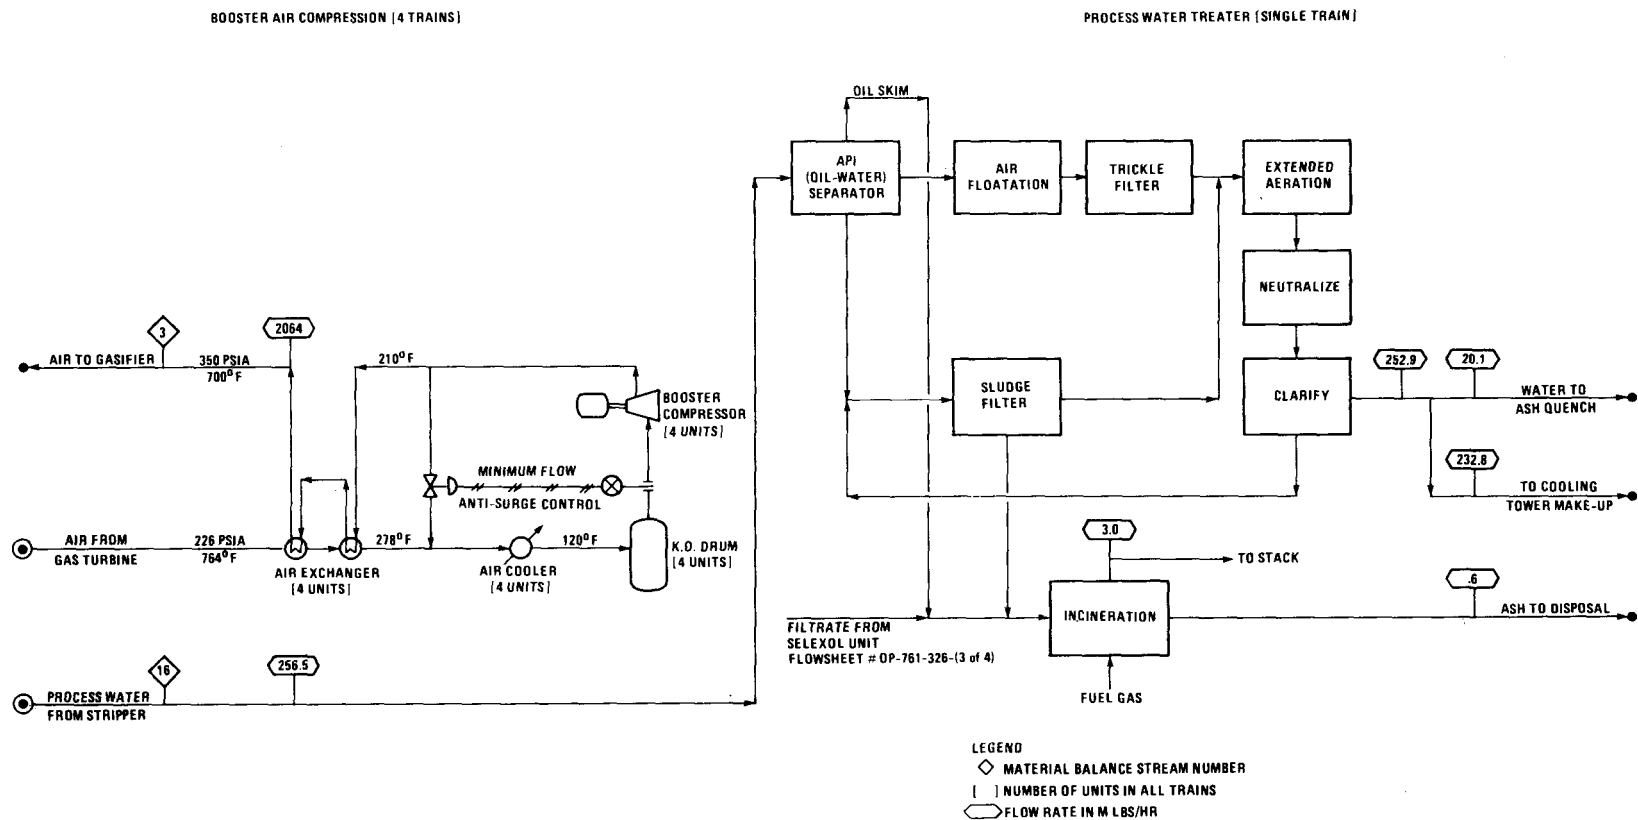 BOOSTER AIR COMPRESSION [4 TRAINS]
PROCESS WATER TREATER [SINGLE TRAIN]
OIL SKIM
API
(OIL-WATER)
SEPARATOR
AIR
FLOATATION
TRICKLE
FILTER
EXTENDED
AERATION
NEUTRALIZE
3
2064
AIR TO GASIFIER
350 PSIA
700°F
210°F
BOOSTER
COMPRESSOR
[4 UNITS]
SLUDGE
FILTER
CLARIFY
252.9
20.1
WATER TO
ASH QUENCH
232.8
TO COOLING
TOWER MAKE-UP
MINIMUM FLOW
ANTI-SURGE CONTROL
AIR FROM
GAS TURBINE
226 PSIA
764°F
AIR EXCHANGER
[4 UNITS]
278°F
AIR COOLER
[4 UNITS]
120°F
K.O. DRUM
[4 UNITS]
3.0
TO STACK
.6
INCINERATION
ASH TO DISPOSAL
FILTRATE FROM
SELEXOL UNIT
FLOWSHEET # OP-761-326-(3 of 4)
FUEL GAS
16
256.5
PROCESS WATER
FROM STRIPPER
LEGEND
MATERIAL BALANCE STREAM NUMBER
[ ] NUMBER OF UNITS IN ALL TRAINS
FLOW RATE IN M LBS/HR